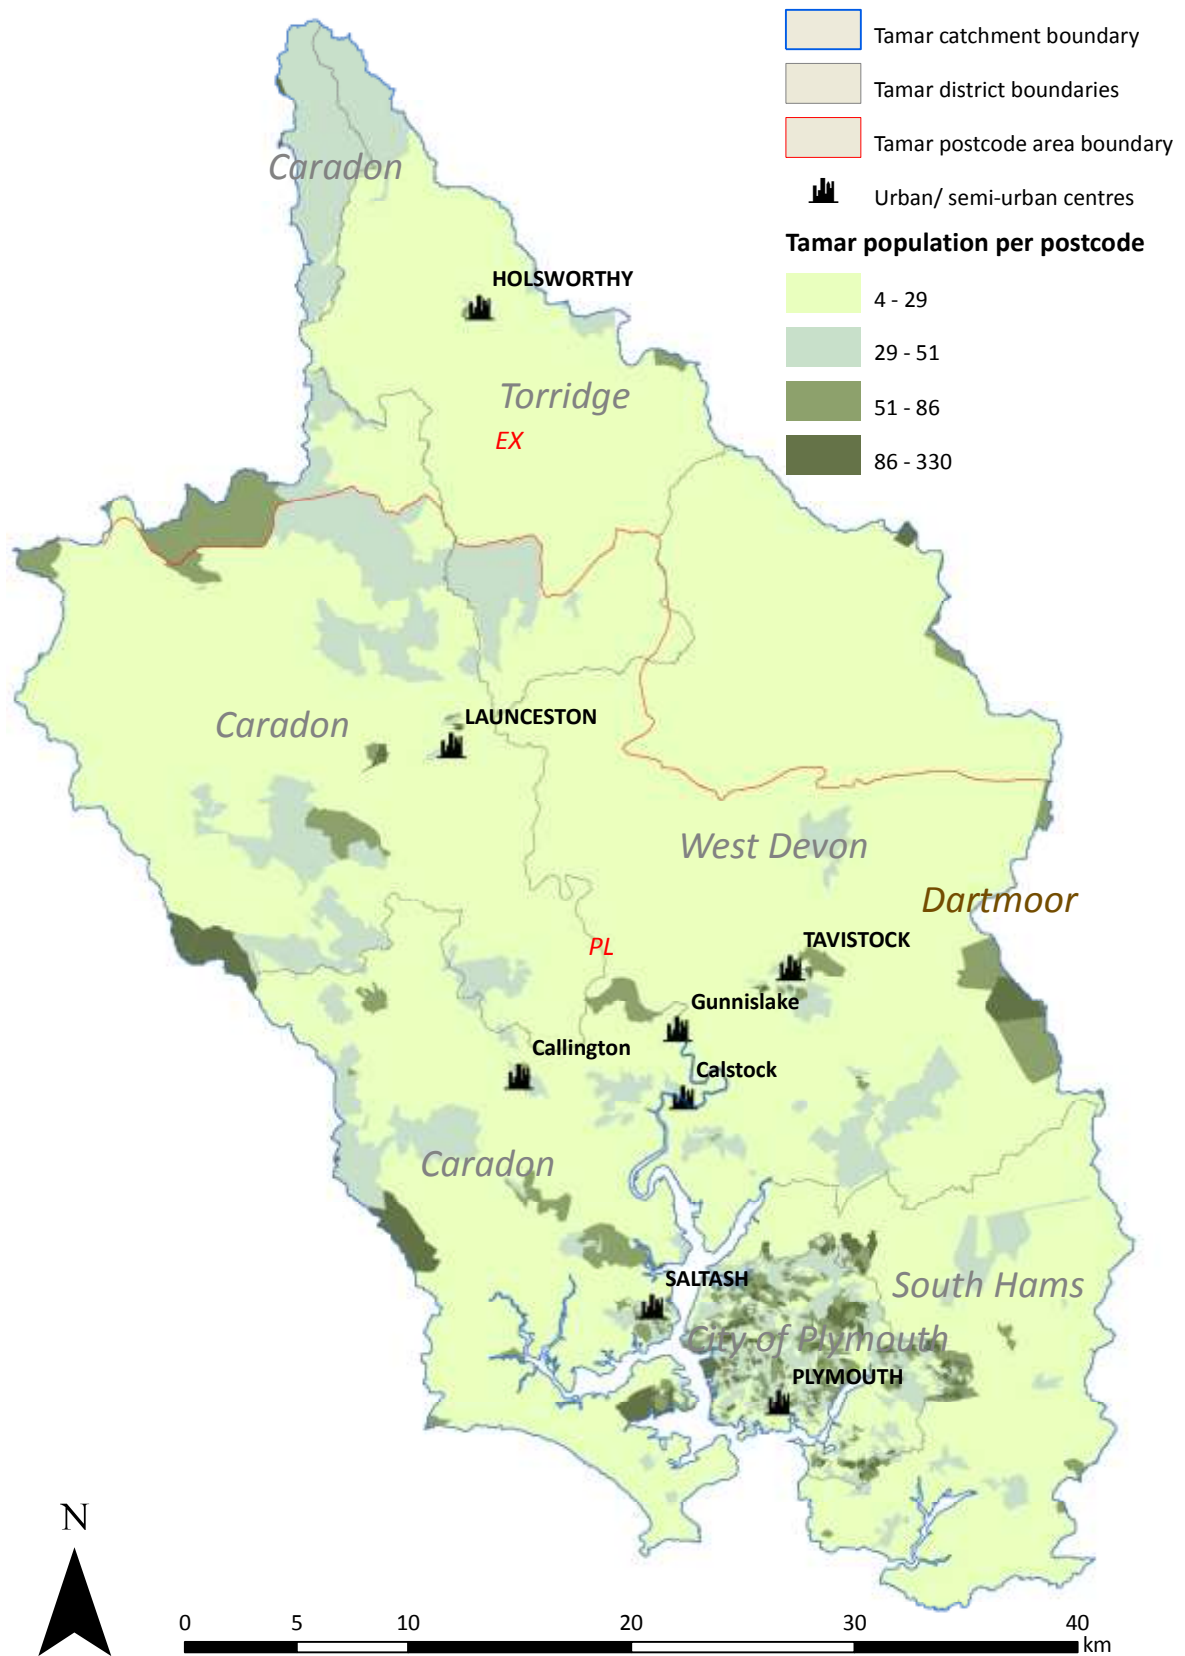 Tamar catchment boundary
Tamar district boundaries
Tamar postcode area boundary
Urban/ semi-urban centres
Tamar population per postcode
4 - 29
29 - 51
51 - 86
86 - 330
Caradon
HOLSWORTHY
Torridge
EX
LAUNCESTON
Caradon
West Devon
Dartmoor
TAVISTOCK
PL
Gunnislake
Callington
Calstock
Caradon
SALTASH
South Hams
City of Plymouth
PLYMOUTH
N
0 5 10 20 30 40
km